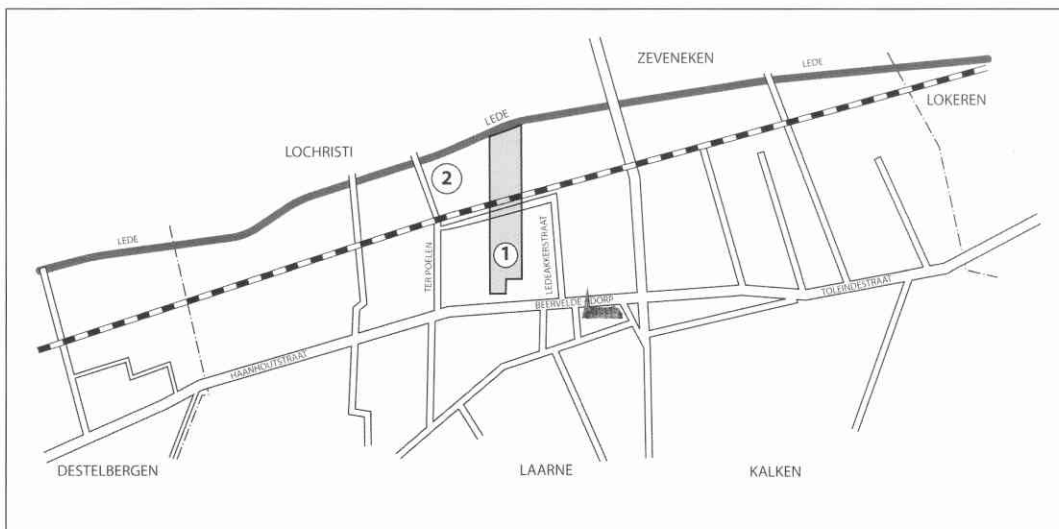 ZEVENEKEN
LEDE
LOKEREN
LEDE
LOCHRISTI
2
LEDE
1
TER POELEN
LEDEAKKERSTRAAT
BEERVELDE DORP
TOLEINDESTRAAT
HAANHOUTSTRAAT
DESTELBERGEN
LAARNE
KALKEN